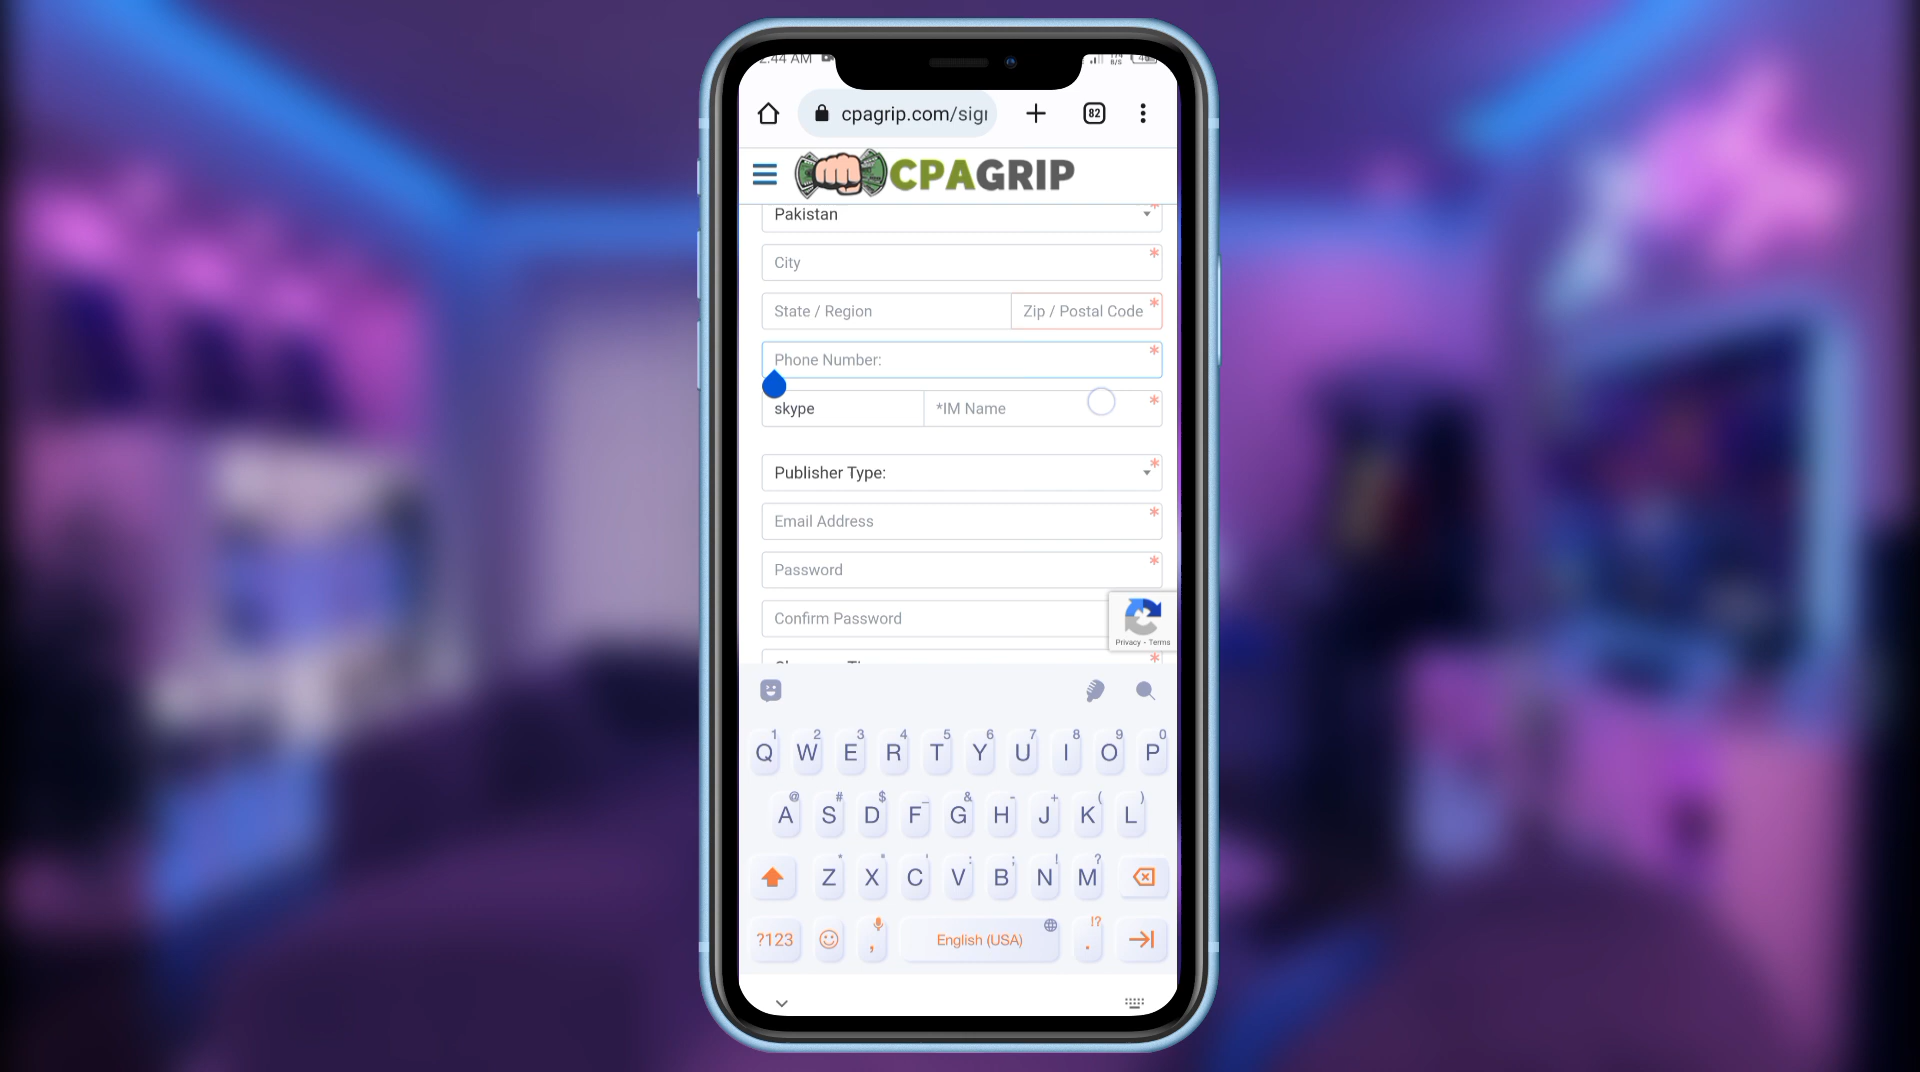 2:44 AM
B/S
cpagrip.com/sign
82
CPAGRIP
Pakistan *
City *
State / Region Zip / Postal Code *
Phone Number: *
skype *IM Name *
Publisher Type: *
Email Address *
Password *
Confirm Password
Privacy - Terms
*
1 2 3 4 5 6 7 8 9 0
Q W E R T Y U I O P
@ # $ _ & - + ( )
A S D F G H J K L
* " ' : ; ! ?
Z X C V B N M
!?
?123 , English (USA) .